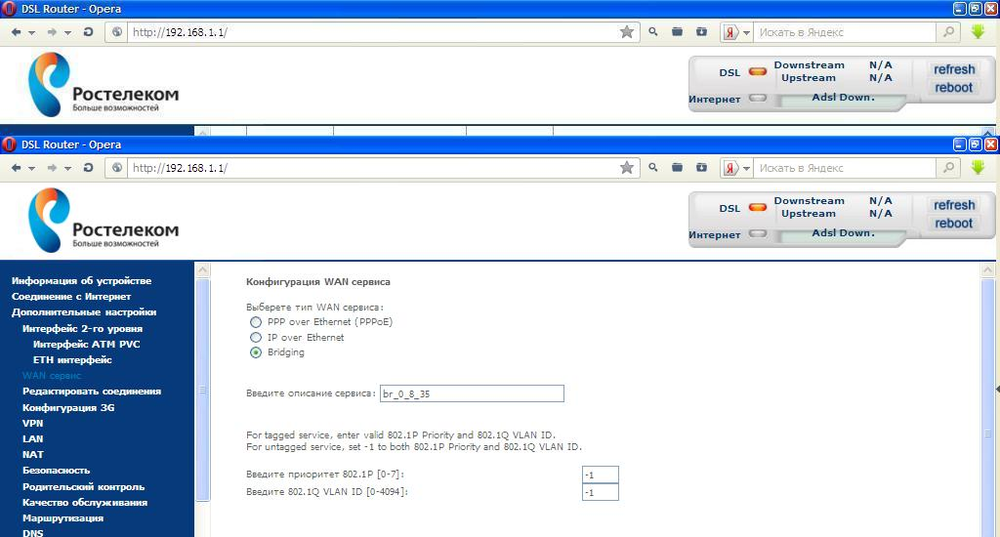 DSL Router - Opera
http://192.168.1.1/
Я
Искать в Яндекс
Ростелеком
Больше возможностей
DSL
Downstream N/A
Upstream N/A
Интернет
Adsl Down.
refresh
reboot
DSL Router - Opera
http://192.168.1.1/
Я
Искать в Яндекс
Ростелеком
Больше возможностей
DSL
Downstream N/A
Upstream N/A
Интернет
Adsl Down.
refresh
reboot
Информация об устройстве
Соединение с Интернет
Дополнительные настройки
Интерфейс 2-го уровня
Интерфейс ATM PVC
ETH интерфейс
WAN сервис
Редактировать соединения
Конфигурация 3G
VPN
LAN
NAT
Безопасность
Родительский контроль
Качество обслуживания
Маршрутизация
DNS
Конфигурация WAN сервиса
Выберете тип WAN сервиса:
PPP over Ethernet (PPPoE)
IP over Ethernet
Bridging
Введите описание сервиса: br_0_8_35
For tagged service, enter valid 802.1P Priority and 802.1Q VLAN ID.
For untagged service, set -1 to both 802.1P Priority and 802.1Q VLAN ID.
Введите приоритет 802.1P [0-7]: -1
Введите 802.1Q VLAN ID [0-4094]: -1